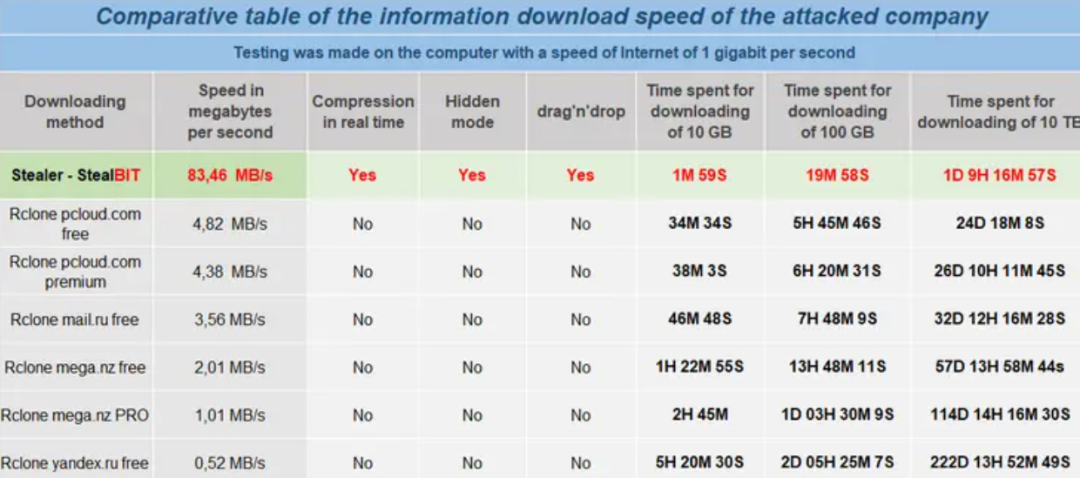 Comparative table of the information download speed of the attacked company
Testing was made on the computer with a speed of Internet of 1 gigabit per second
Downloading method Speed in megabytes per second Compression in real time Hidden mode drag'n'drop Time spent for downloading of 10 GB Time spent for downloading of 100 GB Time spent for downloading of 10 TB
Stealer - StealBIT 83,46 MB/s Yes Yes Yes 1M 59S 19M 58S 1D 9H 16M 57S
Rclone pcloud.com free 4,82 MB/s No No No 34M 34S 5H 45M 46S 24D 18M 8S
Rclone pcloud.com premium 4,38 MB/s No No No 38M 3S 6H 20M 31S 26D 10H 11M 45S
Rclone mail.ru free 3,56 MB/s No No No 46M 48S 7H 48M 9S 32D 12H 16M 28S
Rclone mega.nz free 2,01 MB/s No No No 1H 22M 55S 13H 48M 11S 57D 13H 58M 44s
Rclone mega.nz PRO 1,01 MB/s No No No 2H 45M 1D 03H 30M 9S 114D 14H 16M 30S
Rclone yandex.ru free 0,52 MB/s No No No 5H 20M 30S 2D 05H 25M 7S 222D 13H 52M 49S